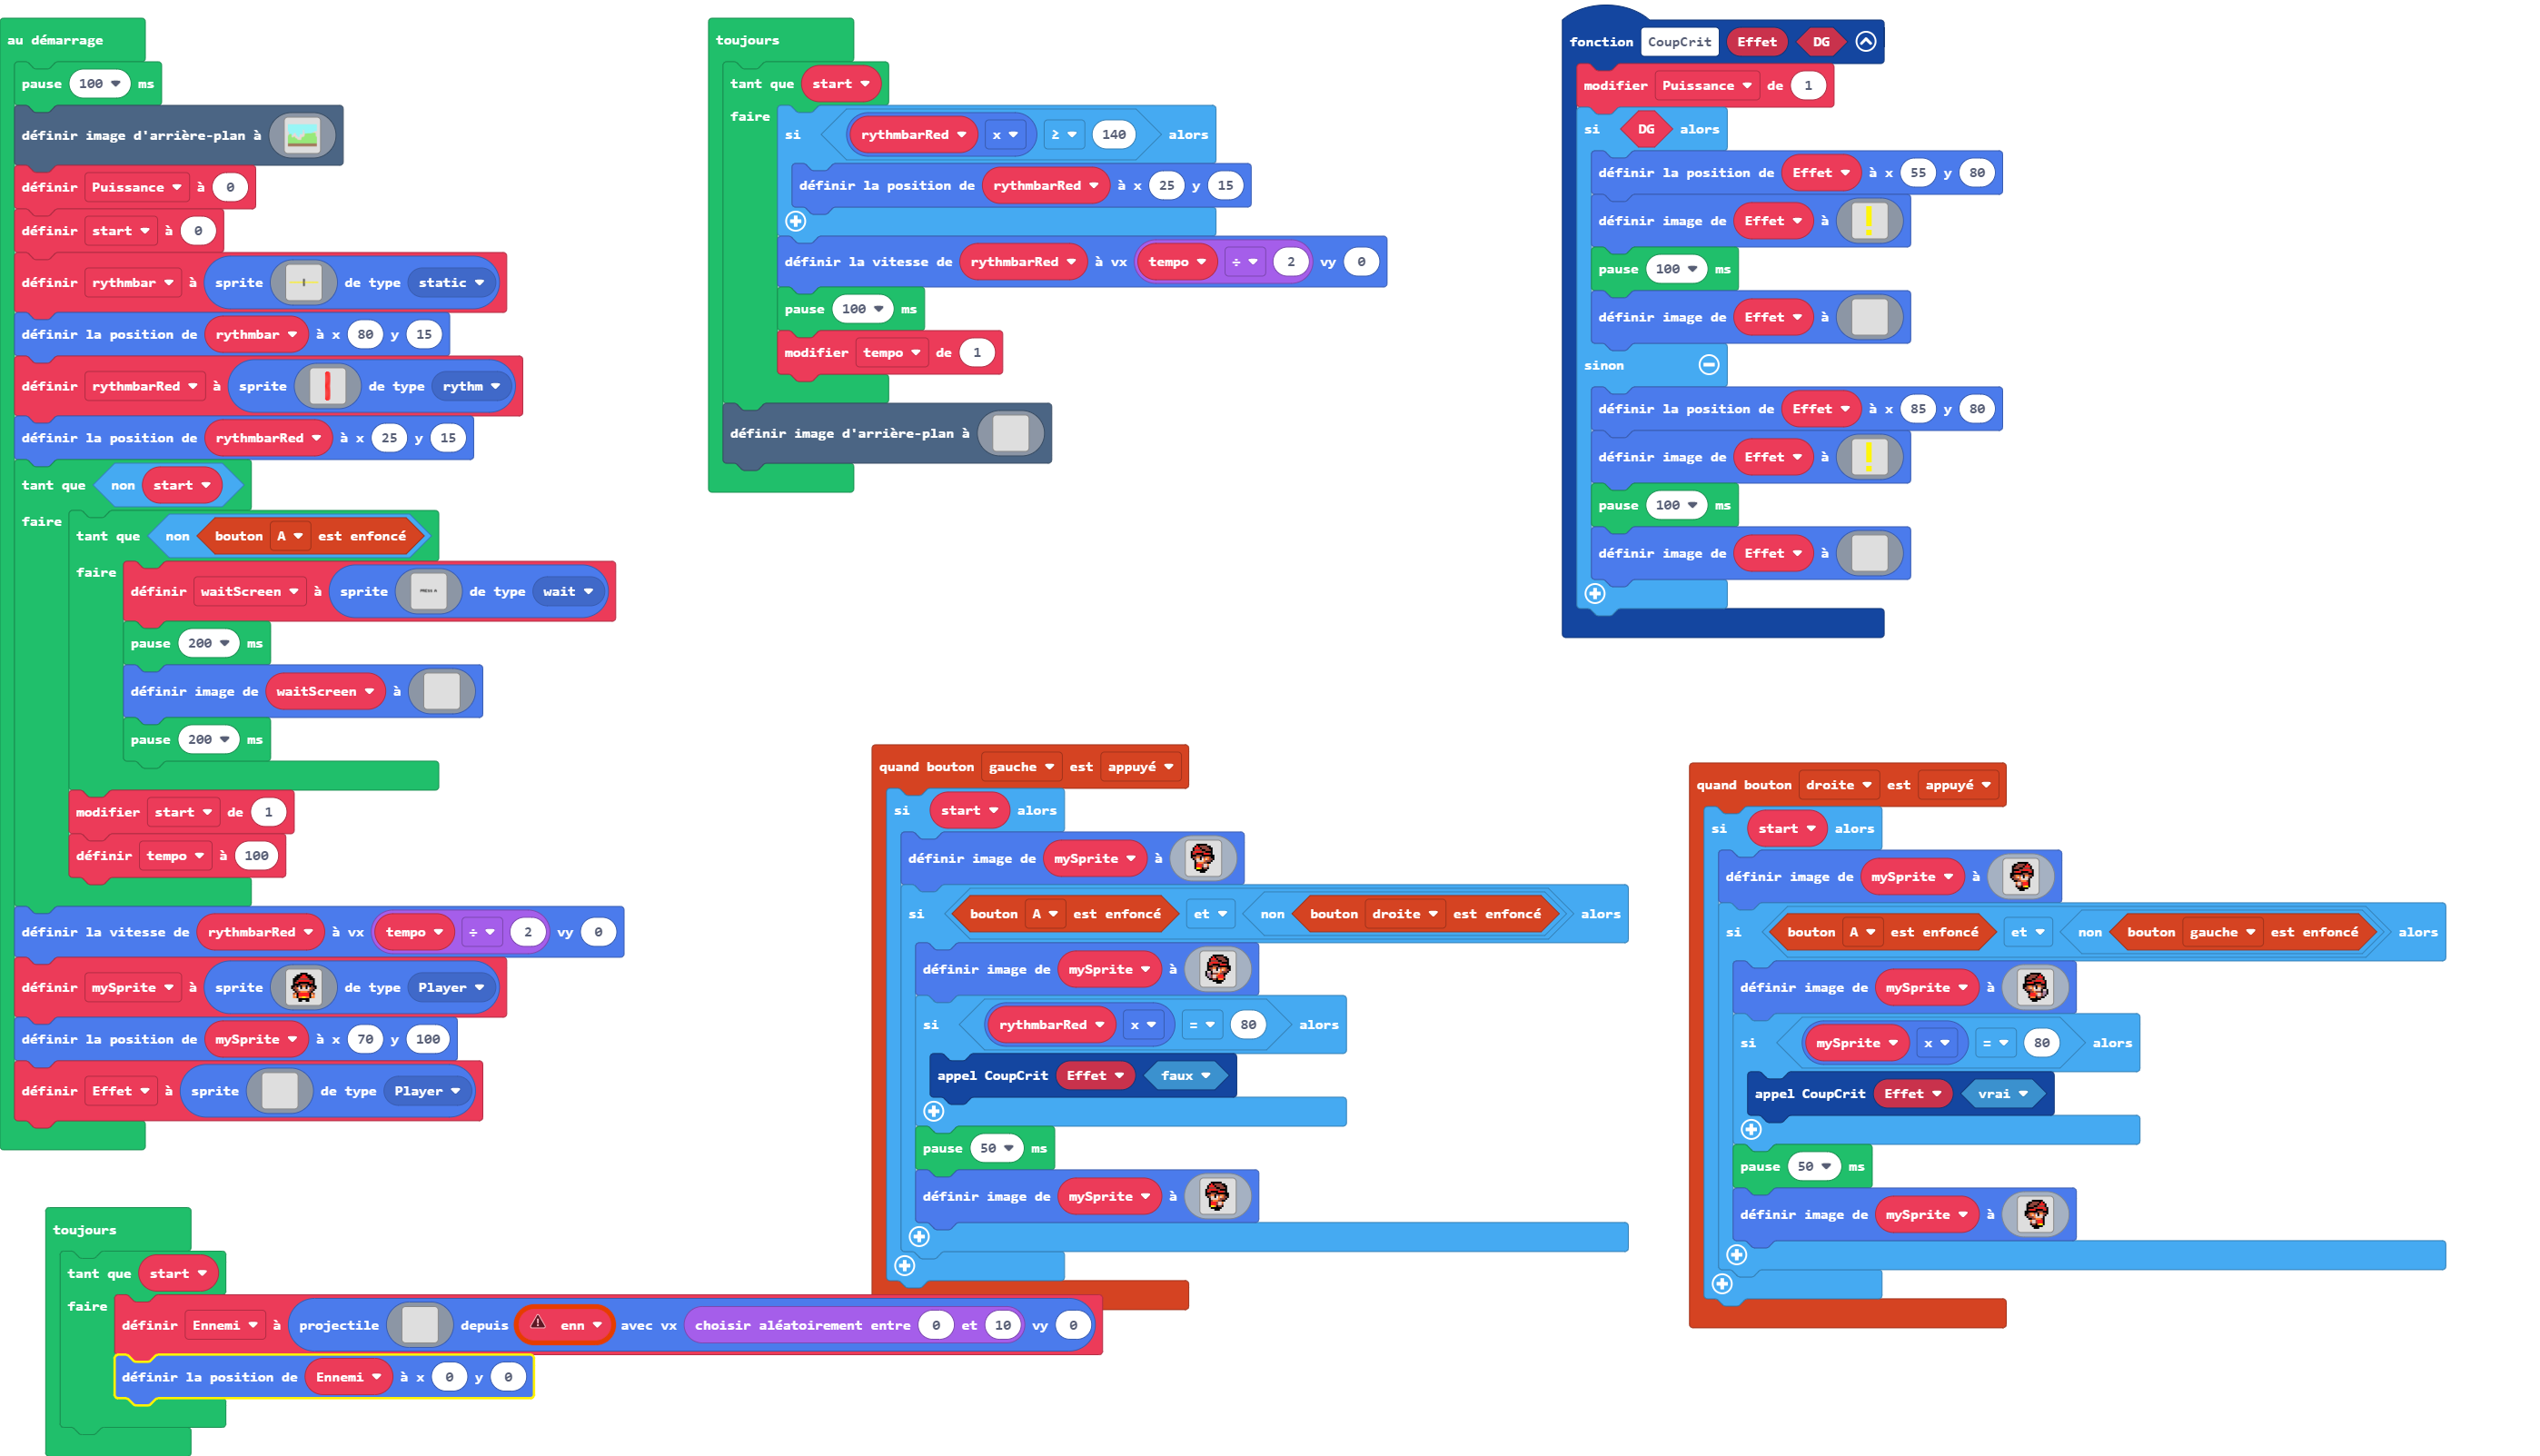 au démarrage
pause 100 ms
définir image d'arrière-plan à
définir Puissance à 0
définir start à 0
définir rythmbar à sprite de type static
définir la position de rythmbar à x 80 y 15
définir rythmbarRed à sprite de type rythm
définir la position de rythmbarRed à x 25 y 15
tant que non start
faire
tant que non bouton A est enfoncé
faire
définir waitScreen à sprite PRESS A de type wait
pause 200 ms
définir image de waitScreen à
pause 200 ms
modifier start de 1
définir tempo à 100
définir la vitesse de rythmbarRed à vx tempo ÷ 2 vy 0
définir mySprite à sprite de type Player
définir la position de mySprite à x 70 y 100
définir Effet à sprite de type Player
toujours
tant que start
faire
si rythmbarRed x ≥ 140 alors
définir la position de rythmbarRed à x 25 y 15
définir la vitesse de rythmbarRed à vx tempo ÷ 2 vy 0
pause 100 ms
modifier tempo de 1
définir image d'arrière-plan à
fonction CoupCrit Effet DG
modifier Puissance de 1
si DG alors
définir la position de Effet à x 55 y 80
définir image de Effet à
pause 100 ms
définir image de Effet à
sinon
définir la position de Effet à x 85 y 80
définir image de Effet à
pause 100 ms
définir image de Effet à
quand bouton gauche est appuyé
si start alors
définir image de mySprite à
si bouton A est enfoncé et non bouton droite est enfoncé alors
définir image de mySprite à
si rythmbarRed x = 80 alors
appel CoupCrit Effet faux
pause 50 ms
définir image de mySprite à
quand bouton droite est appuyé
si start alors
définir image de mySprite à
si bouton A est enfoncé et non bouton gauche est enfoncé alors
définir image de mySprite à
si mySprite x = 80 alors
appel CoupCrit Effet vrai
pause 50 ms
définir image de mySprite à
toujours
tant que start
faire
définir Ennemi à projectile depuis enn avec vx choisir aléatoirement entre 0 et 10 vy 0
définir la position de Ennemi à x 0 y 0